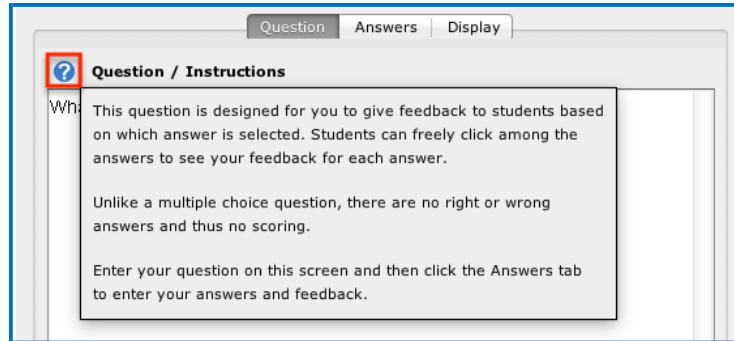 Question Answers Display
Question / Instructions
Wh
This question is designed for you to give feedback to students based
on which answer is selected. Students can freely click among the
answers to see your feedback for each answer.
Unlike a multiple choice question, there are no right or wrong
answers and thus no scoring.
Enter your question on this screen and then click the Answers tab
to enter your answers and feedback.